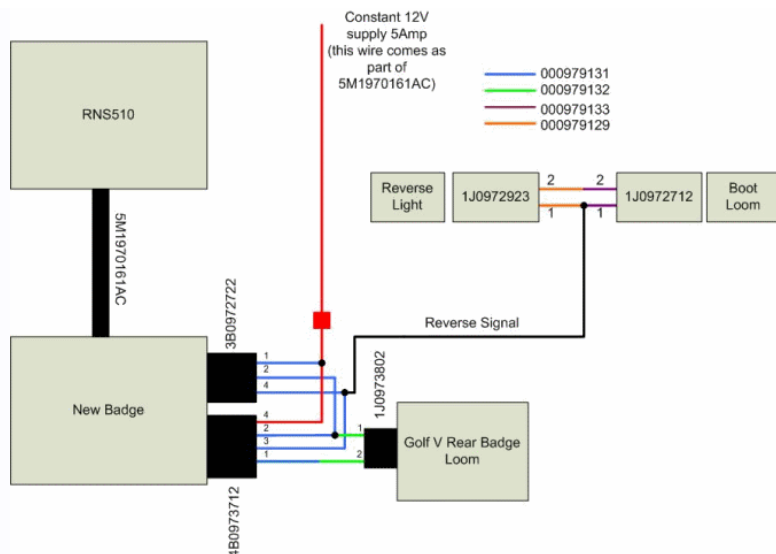 Constant 12V
supply 5Amp
(this wire comes as
part of
5M1970161AC)
000979131
000979132
000979133
000979129
RNS510
5M1970161AC
Reverse
Light
1J0972923
2
2
1
1
1J0972712
Boot
Loom
Reverse Signal
3B0972722
1
2
4
New Badge
4
2
3
1
4B0973712
1J0973802
1
2
Golf V Rear Badge
Loom